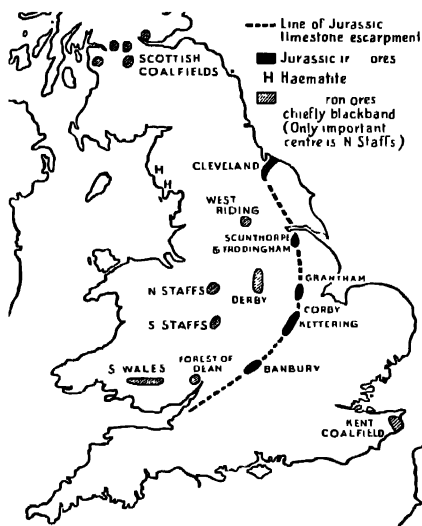 Line of Jurassic
limestone escarpment
Jurassic ir ores
H Haematite
ron ores
chiefly blackband
(Only important
centre is N Staffs)
SCOTTISH
COALFIELDS
CLEVELAND
H
H
WEST
RIDING
SCUNTHORPE
& FRODINGHAM
GRANTHAM
N STAFFS
DERBY
CORBY
KETTERING
S STAFFS
S WALES
FOREST OF
DEAN
BANBURY
KENT
COALFIELD